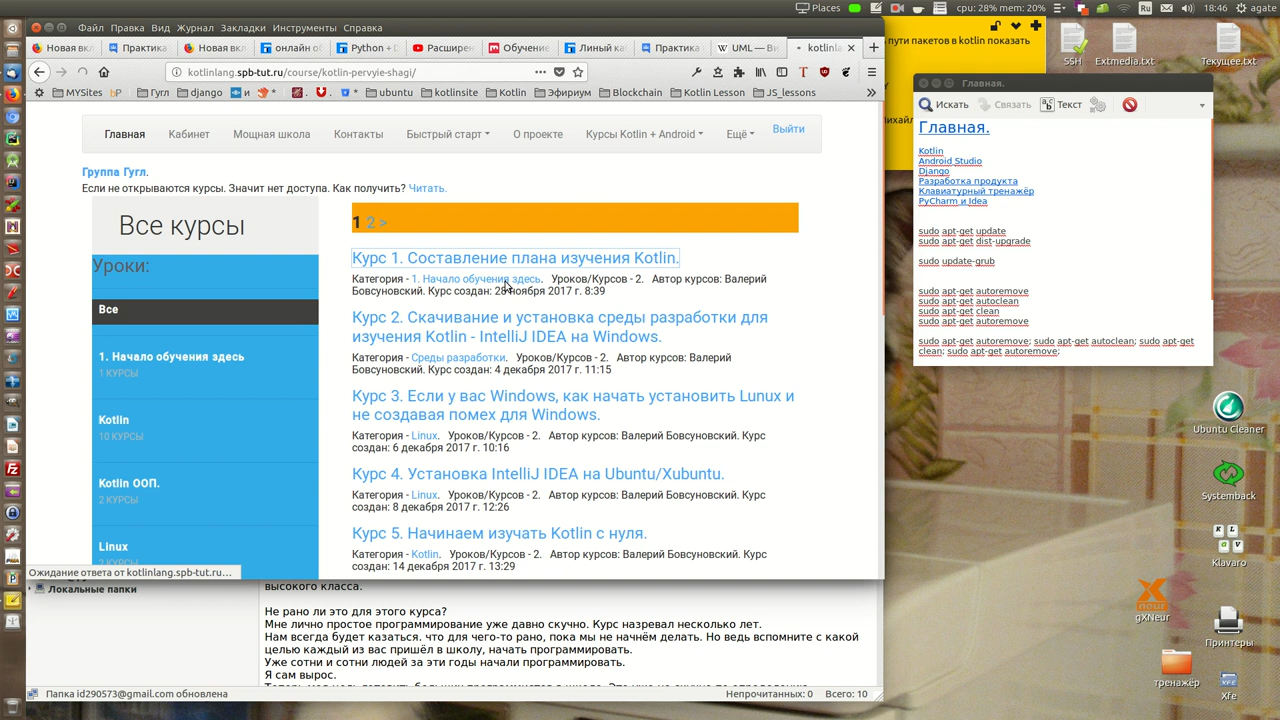 Places
cpu: 28% mem: 20%
Ru
18:46
agate
Файл Правка Вид Журнал Закладки Инструменты Справка
Новая вкл
Практика
Новая вкл
онлайн об
Python + D
Расширен
Обучение
Линый кап
Практика
UML — Ви
kotlinla
kotlinlang.spb-tut.ru/course/kotlin-pervyie-shagi/
MYSites
bP
Гугл
django
и
ubuntu
kotlinsite
Kotlin
Эфириум
Blockchain
Kotlin Lesson
JS_lessons
Главная Кабинет Мощная школа Контакты Быстрый старт О проекте Курсы Kotlin + Android Ещё Выйти
Группа Гугл.
Если не открываются курсы. Значит нет доступа. Как получить? Читать.
Все курсы
Уроки:
Все
1. Начало обучения здесь
1 КУРСЫ
Kotlin
10 КУРСЫ
Kotlin ООП.
2 КУРСЫ
Linux
2 КУРСЫ
1 2 >
Курс 1. Составление плана изучения Kotlin.
Категория - 1. Начало обучения здесь. Уроков/Курсов - 2. Автор курсов: Валерий
Бовсуновский. Курс создан: 28 ноября 2017 г. 8:39
Курс 2. Скачивание и установка среды разработки для
изучения Kotlin - IntelliJ IDEA на Windows.
Категория - Среды разработки. Уроков/Курсов - 2. Автор курсов: Валерий
Бовсуновский. Курс создан: 4 декабря 2017 г. 11:15
Курс 3. Если у вас Windows, как начать установить Lunux и
не создавая помех для Windows.
Категория - Linux. Уроков/Курсов - 2. Автор курсов: Валерий Бовсуновский. Курс
создан: 6 декабря 2017 г. 10:16
Курс 4. Установка IntelliJ IDEA на Ubuntu/Xubuntu.
Категория - Linux. Уроков/Курсов - 2. Автор курсов: Валерий Бовсуновский. Курс
создан: 8 декабря 2017 г. 12:26
Курс 5. Начинаем изучать Kotlin с нуля.
Категория - Kotlin. Уроков/Курсов - 2. Автор курсов: Валерий Бовсуновский. Курс
создан: 14 декабря 2017 г. 13:29
Ожидание ответа от kotlinlang.spb-tut.ru…
Локальные папки
высокого класса.
Не рано ли это для этого курса?
Мне лично простое программирование уже давно скучно. Курс назревал несколько лет.
Нам всегда будет казаться. что для чего-то рано, пока мы не начнём делать. Но ведь вспомните с какой
целью каждый из вас пришёл в школу, начать программировать.
Уже сотни и сотни людей за эти годы начали программировать.
Я сам вырос.
Папка id290573@gmail.com обновлена
Непрочитанных: 0 Всего: 10
пути пакетов в kotlin показать
Михайл
Главная.
Искать Связать Текст
Главная.
Kotlin
Android Studio
Django
Разработка продукта
Клавиатурный тренажёр
PyCharm и Idea
sudo apt-get update
sudo apt-get dist-upgrade
sudo update-grub
sudo apt-get autoremove
sudo apt-get autoclean
sudo apt-get clean
sudo apt-get autoremove
sudo apt-get autoremove; sudo apt-get autoclean; sudo apt-get
clean; sudo apt-get autoremove;
SSH
Extmedia.txt
Текущее.txt
Ubuntu Cleaner
Systemback
Klavaro
gXNeur
Принтеры
тренажёр
Xfe